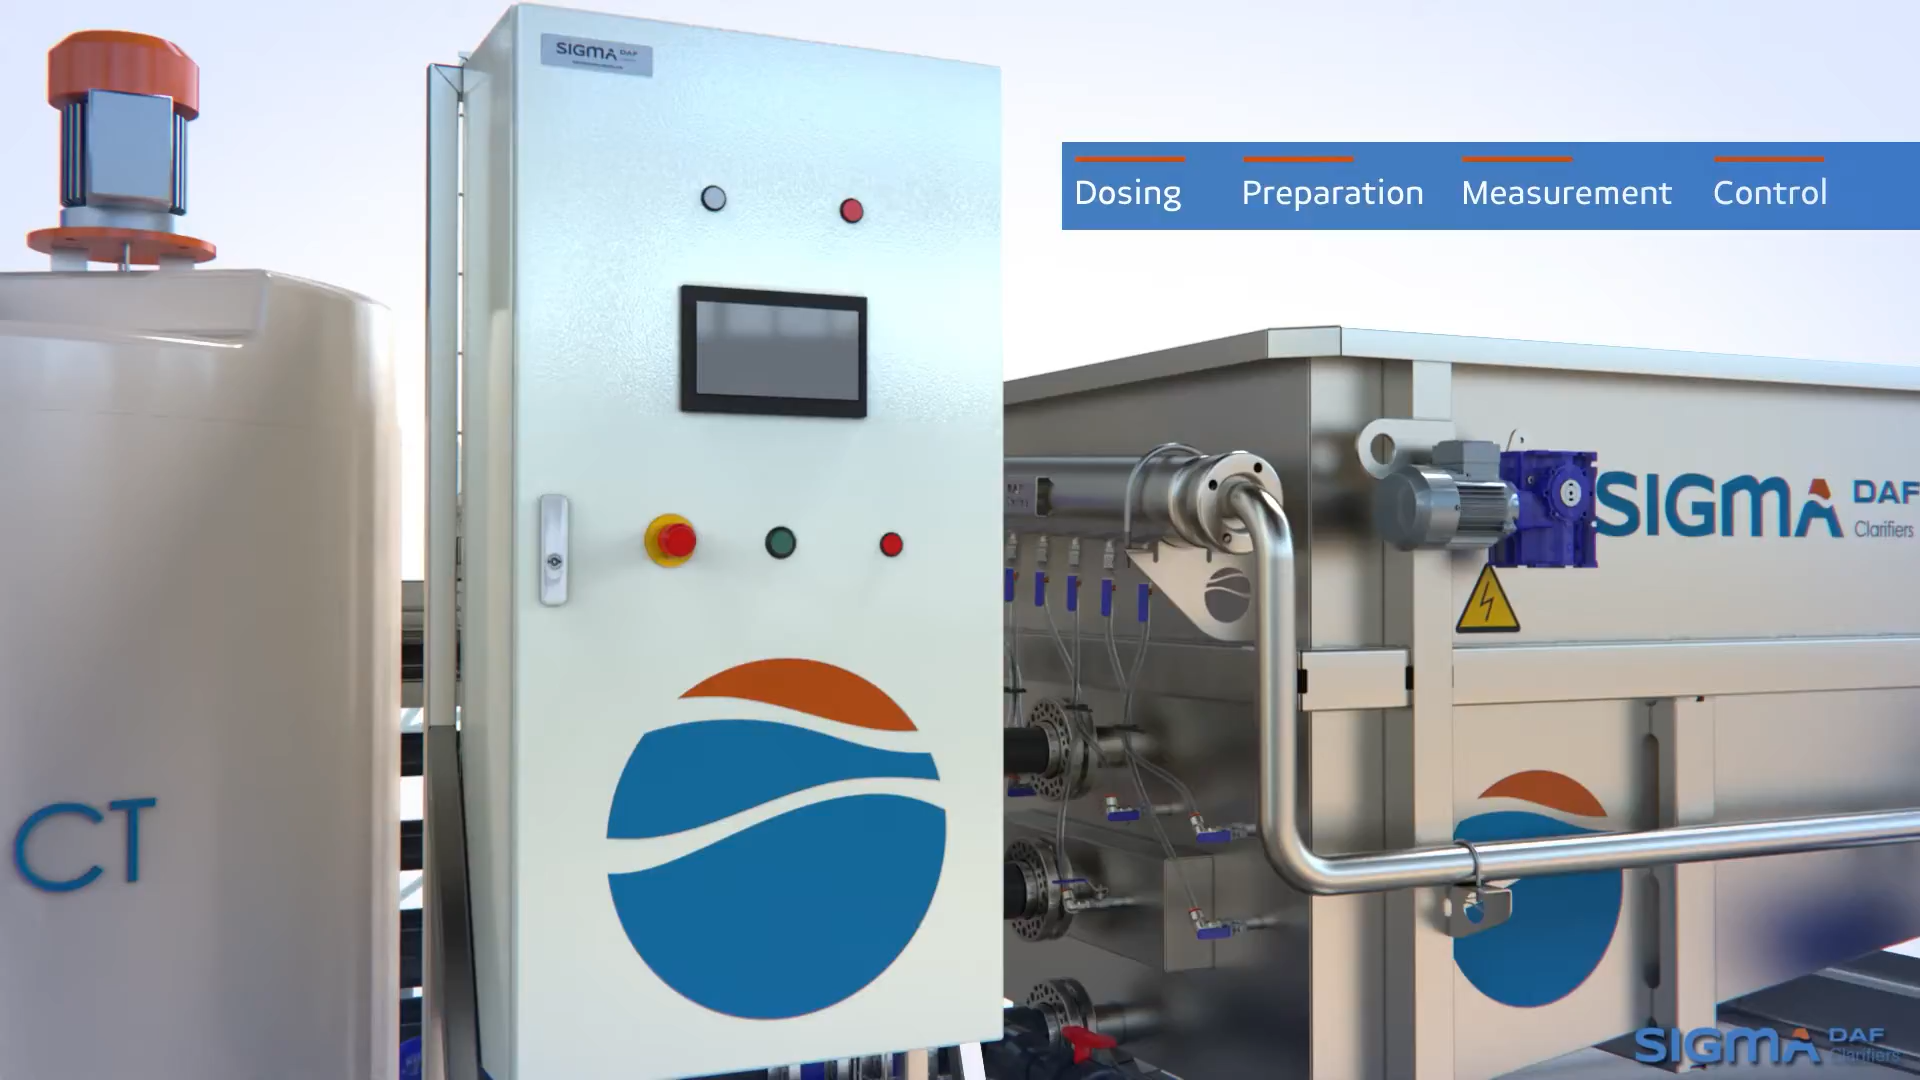 SIGMA DAF
Dosing Preparation Measurement Control
SIGMA DAF
Clarifiers
CT
SIGMA DAF
Clarifiers